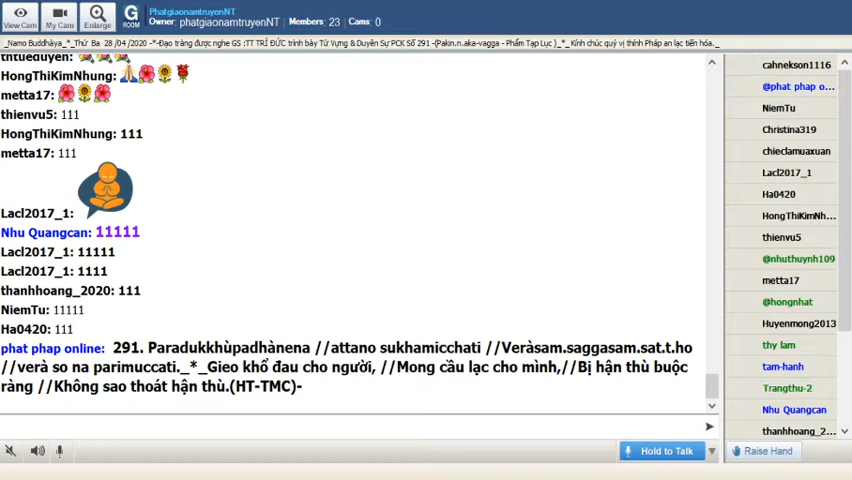 View Cam
My Cam
Enlarge
G
ROOM
PhatgiaonamtruyenNT
Owner: phatgiaonamtruyenNT Members: 23 Cams: 0
_Namo Buddhàya_*_Thứ Ba 28 /04 /2020 -*-Đạo tràng được nghe GS :TT TRÍ ĐỨC trình bày Từ Vựng & Duyên Sự PCK Số 291 -(Pakin.n.aka-vagga - Phẩm Tạp Lục )_*_ Kính chúc quý vị thính Pháp an lạc tiến hóa._
thtueduyen:
HongThiKimNhung:
metta17:
thienvu5: 111
HongThiKimNhung: 111
metta17: 111
Lacl2017_1:
Nhu Quangcan: 11111
Lacl2017_1: 11111
Lacl2017_1: 1111
thanhhoang_2020: 111
NiemTu: 11111
Ha0420: 111
phat phap online: 291. Paradukkhùpadhànena //attano sukhamicchati //Veràsam.saggasam.sat.t.ho
//verà so na parimuccati._*_Gieo khổ đau cho người, //Mong cầu lạc cho mình,//Bị hận thù buộc
ràng //Không sao thoát hận thù.(HT-TMC)-
cahnekson1116
@phat phap o...
NiemTu
Christina319
chieclamuaxuan
Lacl2017_1
Ha0420
HongThiKimNh...
thienvu5
@nhuthuynh109
metta17
@hongnhat
Huyenmong2013
thy lam
tam-hanh
Trangthu-2
Nhu Quangcan
thanhhoang_2...
Hold to Talk
Raise Hand